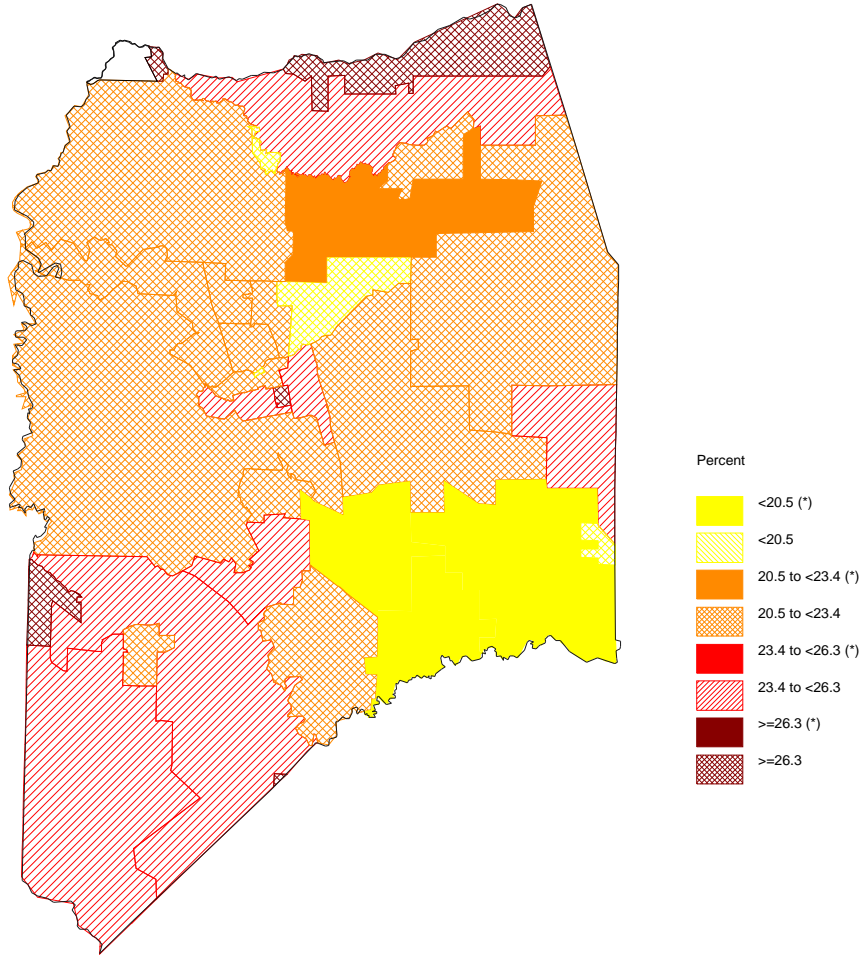 Percent
<20.5 (*)
<20.5
20.5 to <23.4 (*)
20.5 to <23.4
23.4 to <26.3 (*)
23.4 to <26.3
>=26.3 (*)
>=26.3